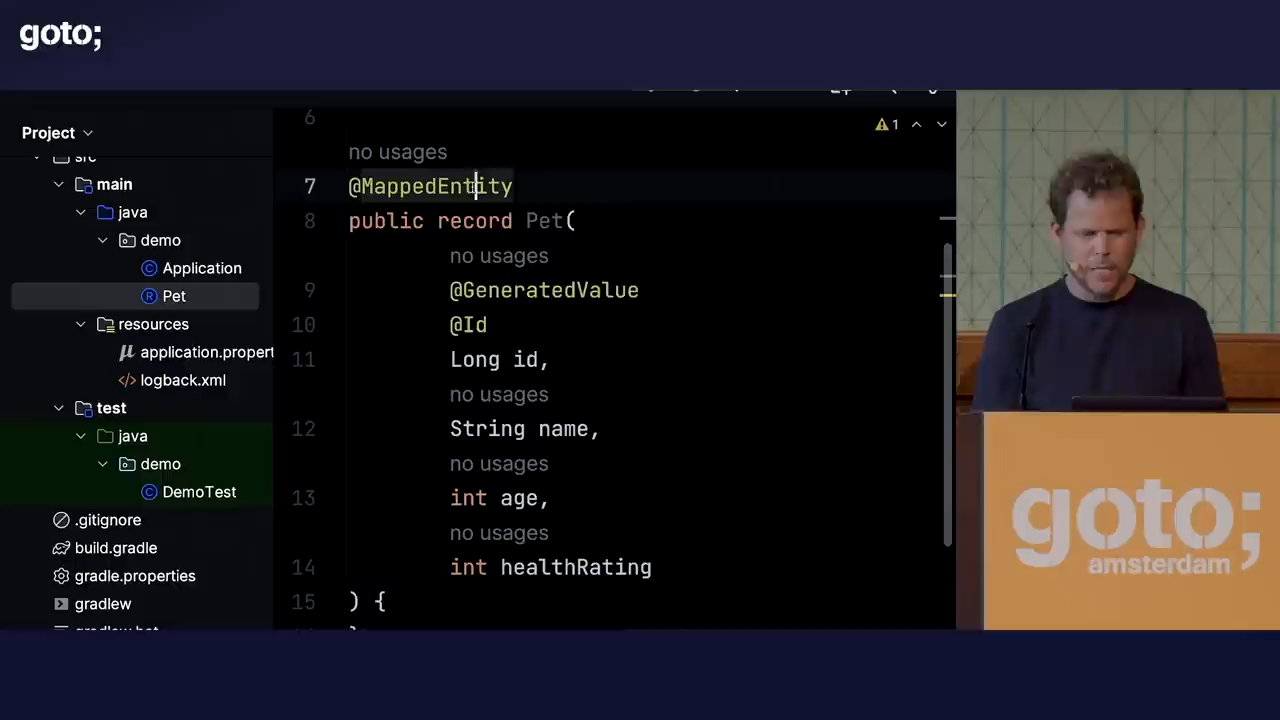 goto;
Project
src
main
java
demo
Application
Pet
resources
application.propert
logback.xml
test
java
demo
DemoTest
.gitignore
build.gradle
gradle.properties
gradlew
1
6
no usages
7 @MappedEntity
8 public record Pet(
no usages
9 @GeneratedValue
10 @Id
11 Long id,
no usages
12 String name,
no usages
13 int age,
no usages
14 int healthRating
15 ) {
goto;
amsterdam